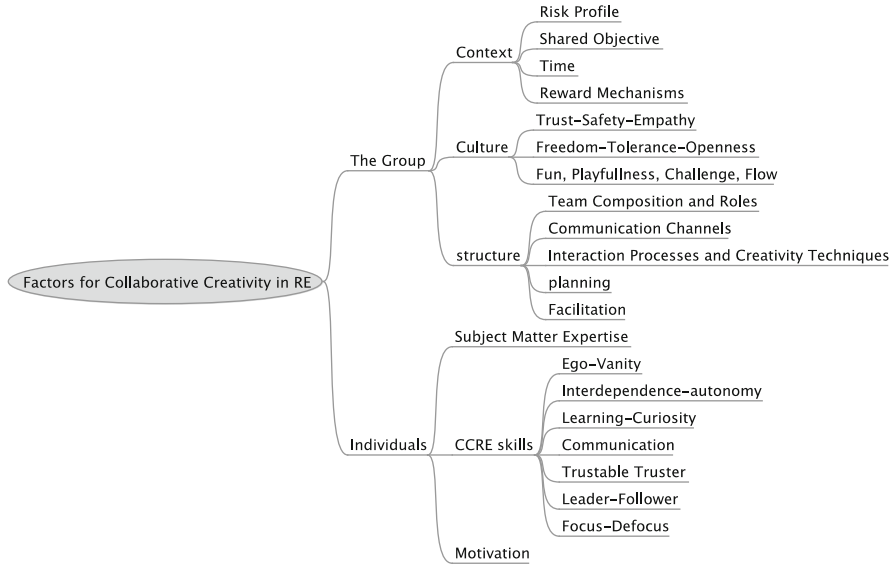 Factors for Collaborative Creativity in RE
The Group
Context
Risk Profile
Shared Objective
Time
Reward Mechanisms
Culture
Trust–Safety–Empathy
Freedom–Tolerance–Openness
Fun, Playfullness, Challenge, Flow
structure
Team Composition and Roles
Communication Channels
Interaction Processes and Creativity Techniques
planning
Facilitation
Individuals
Subject Matter Expertise
CCRE skills
Ego–Vanity
Interdependence–autonomy
Learning–Curiosity
Communication
Trustable Truster
Leader–Follower
Focus–Defocus
Motivation